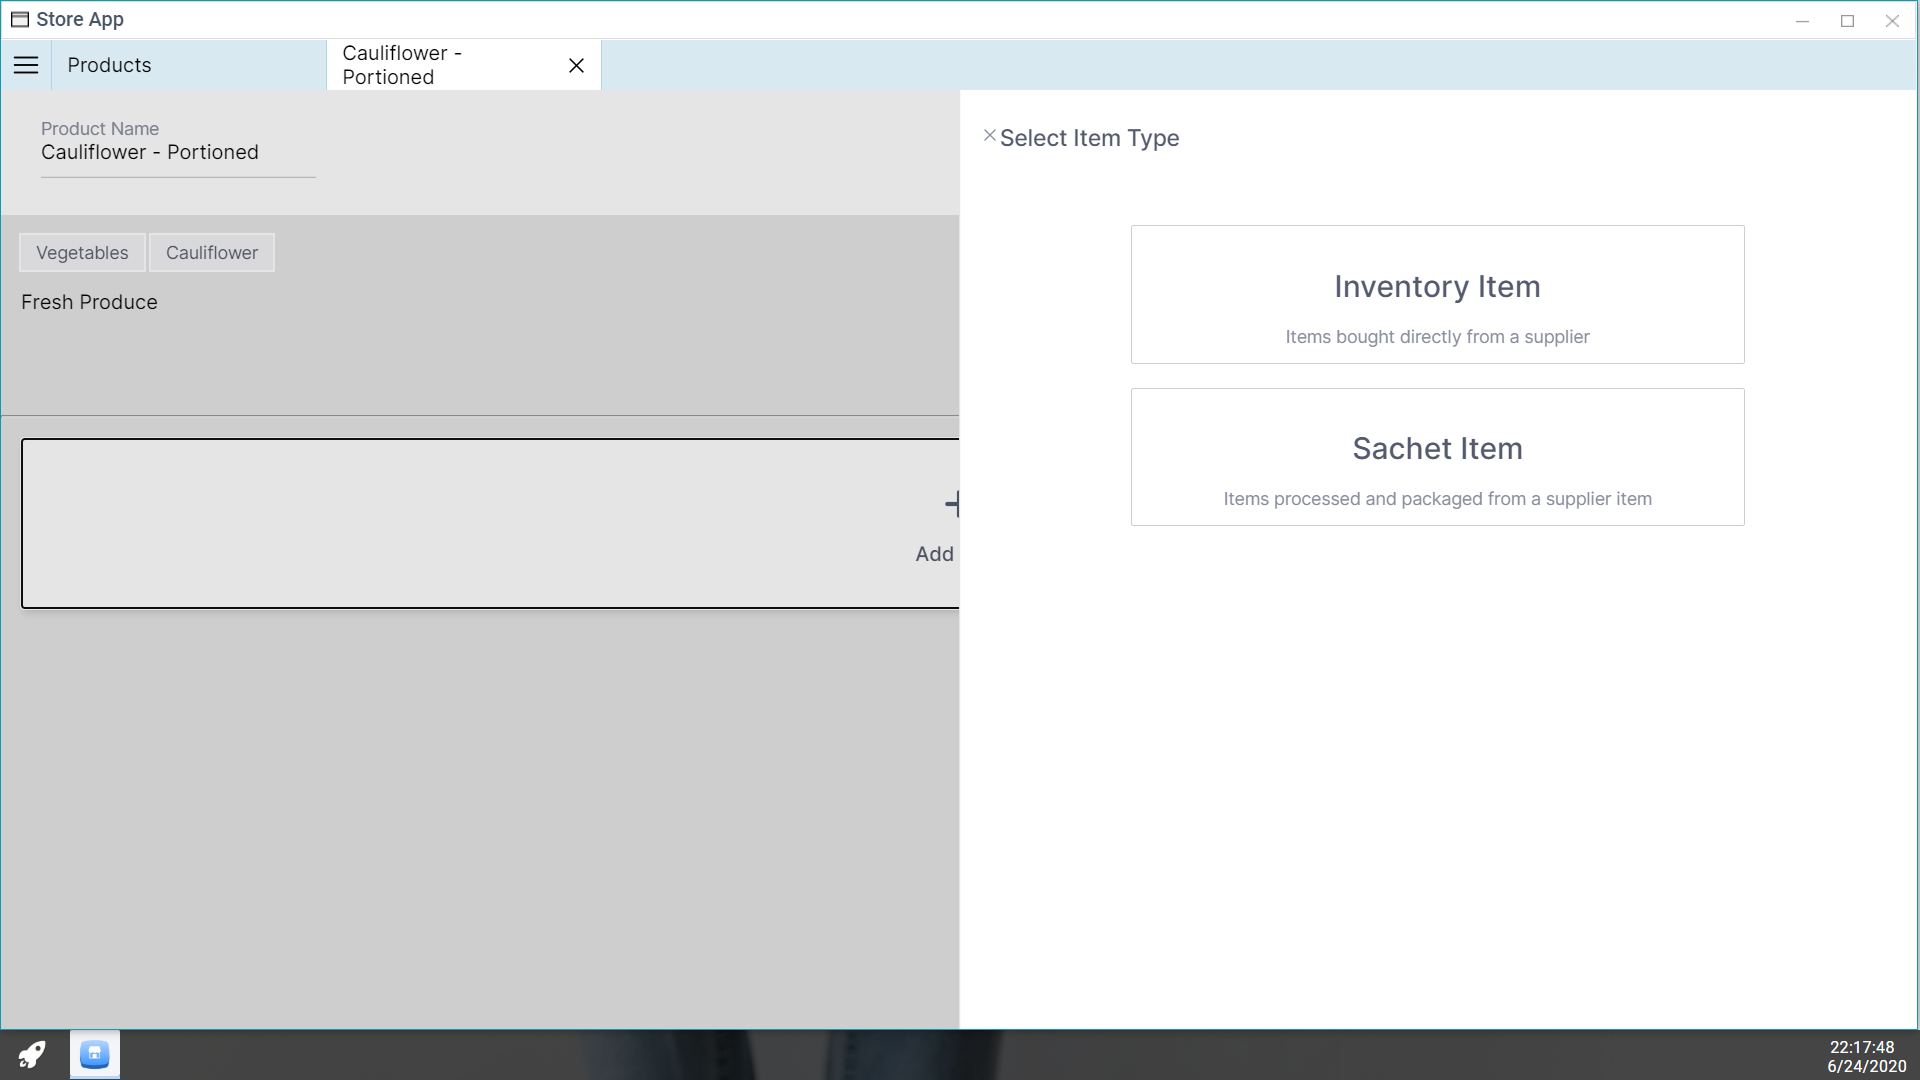 Store App
Products
Cauliflower -
Portioned
Product Name
Cauliflower - Portioned
Vegetables
Cauliflower
Fresh Produce
Add
Select Item Type
Inventory Item
Items bought directly from a supplier
Sachet Item
Items processed and packaged from a supplier item
22:17:48
6/24/2020